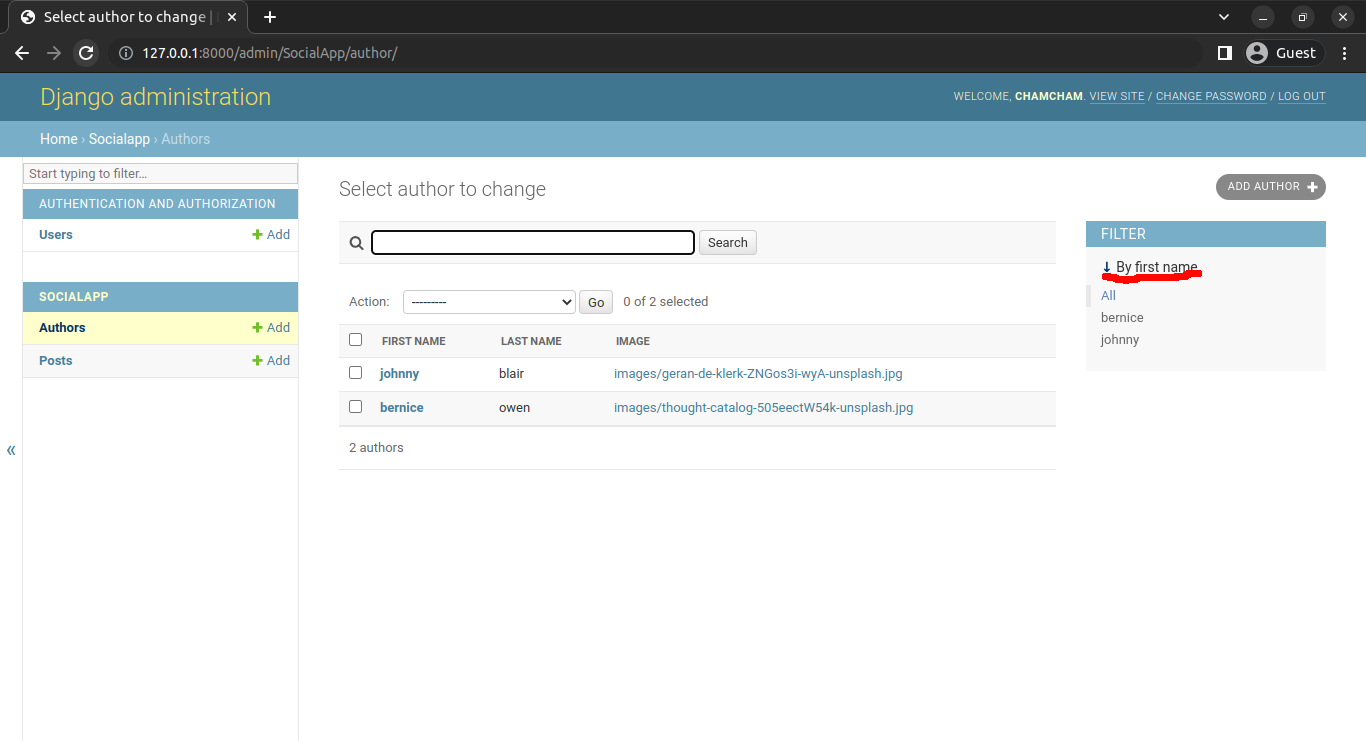 Select author to change |
127.0.0.1:8000/admin/SocialApp/author/
Guest
Django administration
WELCOME, CHAMCHAM. VIEW SITE / CHANGE PASSWORD / LOG OUT
Home › Socialapp › Authors
Start typing to filter…
AUTHENTICATION AND AUTHORIZATION
Users + Add
SOCIALAPP
Authors + Add
Posts + Add
«
Select author to change
ADD AUTHOR +
Search
Action: --------- Go 0 of 2 selected
FIRST NAME LAST NAME IMAGE
johnny blair images/geran-de-klerk-ZNGos3i-wyA-unsplash.jpg
bernice owen images/thought-catalog-505eectW54k-unsplash.jpg
2 authors
FILTER
↓ By first name
All
bernice
johnny